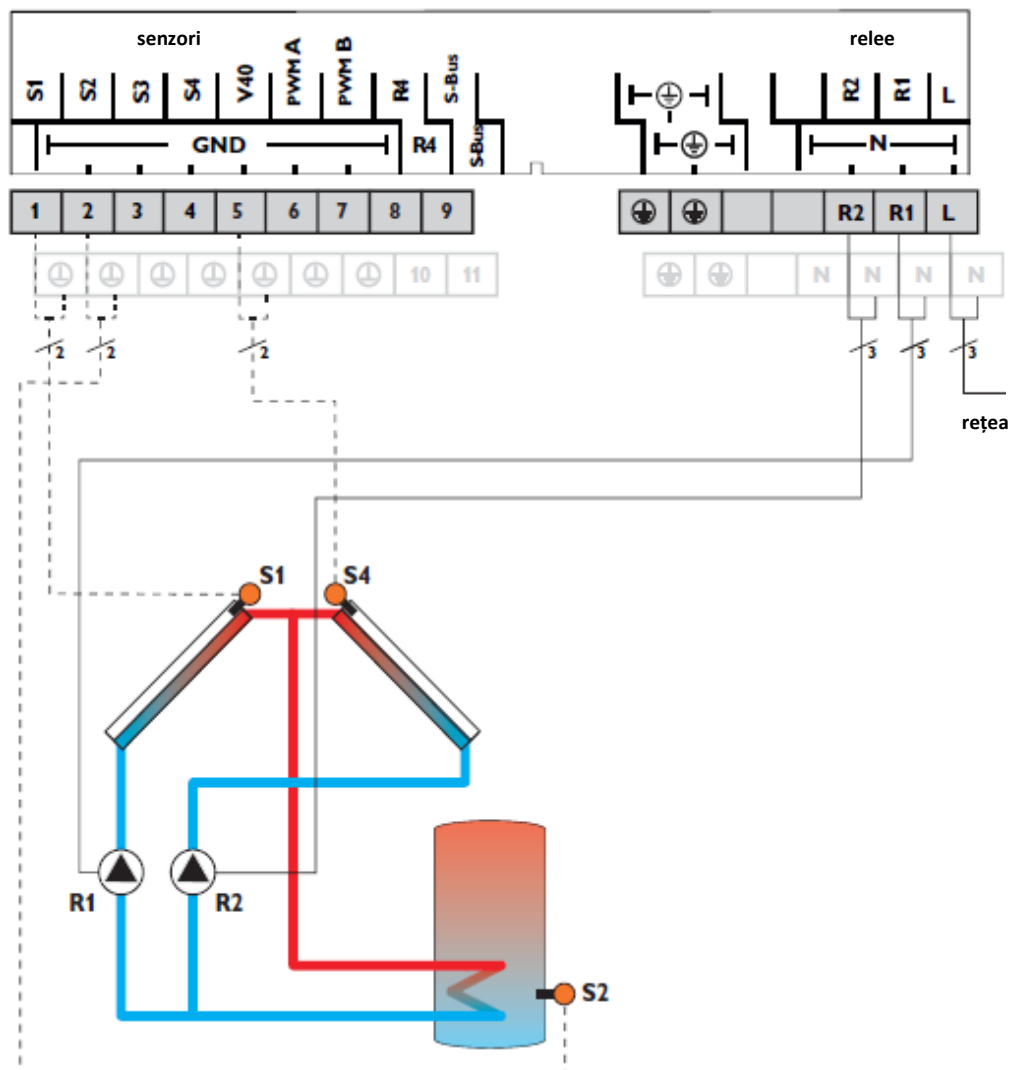 senzori relee
S1 S2 S3 S4 V40 PWM A PWM B R4 S-Bus R2 R1 L
GND R4 S-Bus N
1 2 3 4 5 6 7 8 9 R2 R1 L
10 11 N N N N
2 2 2 3 3 3
rețea
S1 S4
R1 R2
S2